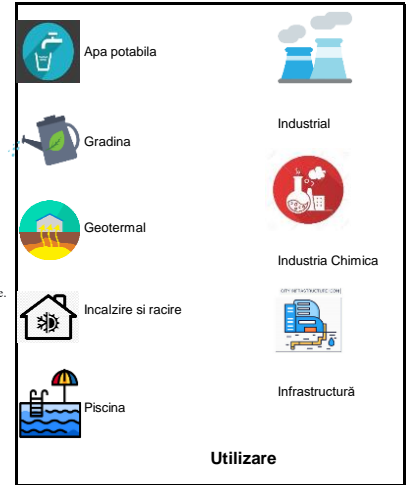 Apa potabila
Gradina
Geotermal
e.
Incalzire si racire
Piscina
Industrial
Industria Chimica
Infrastructură
Utilizare